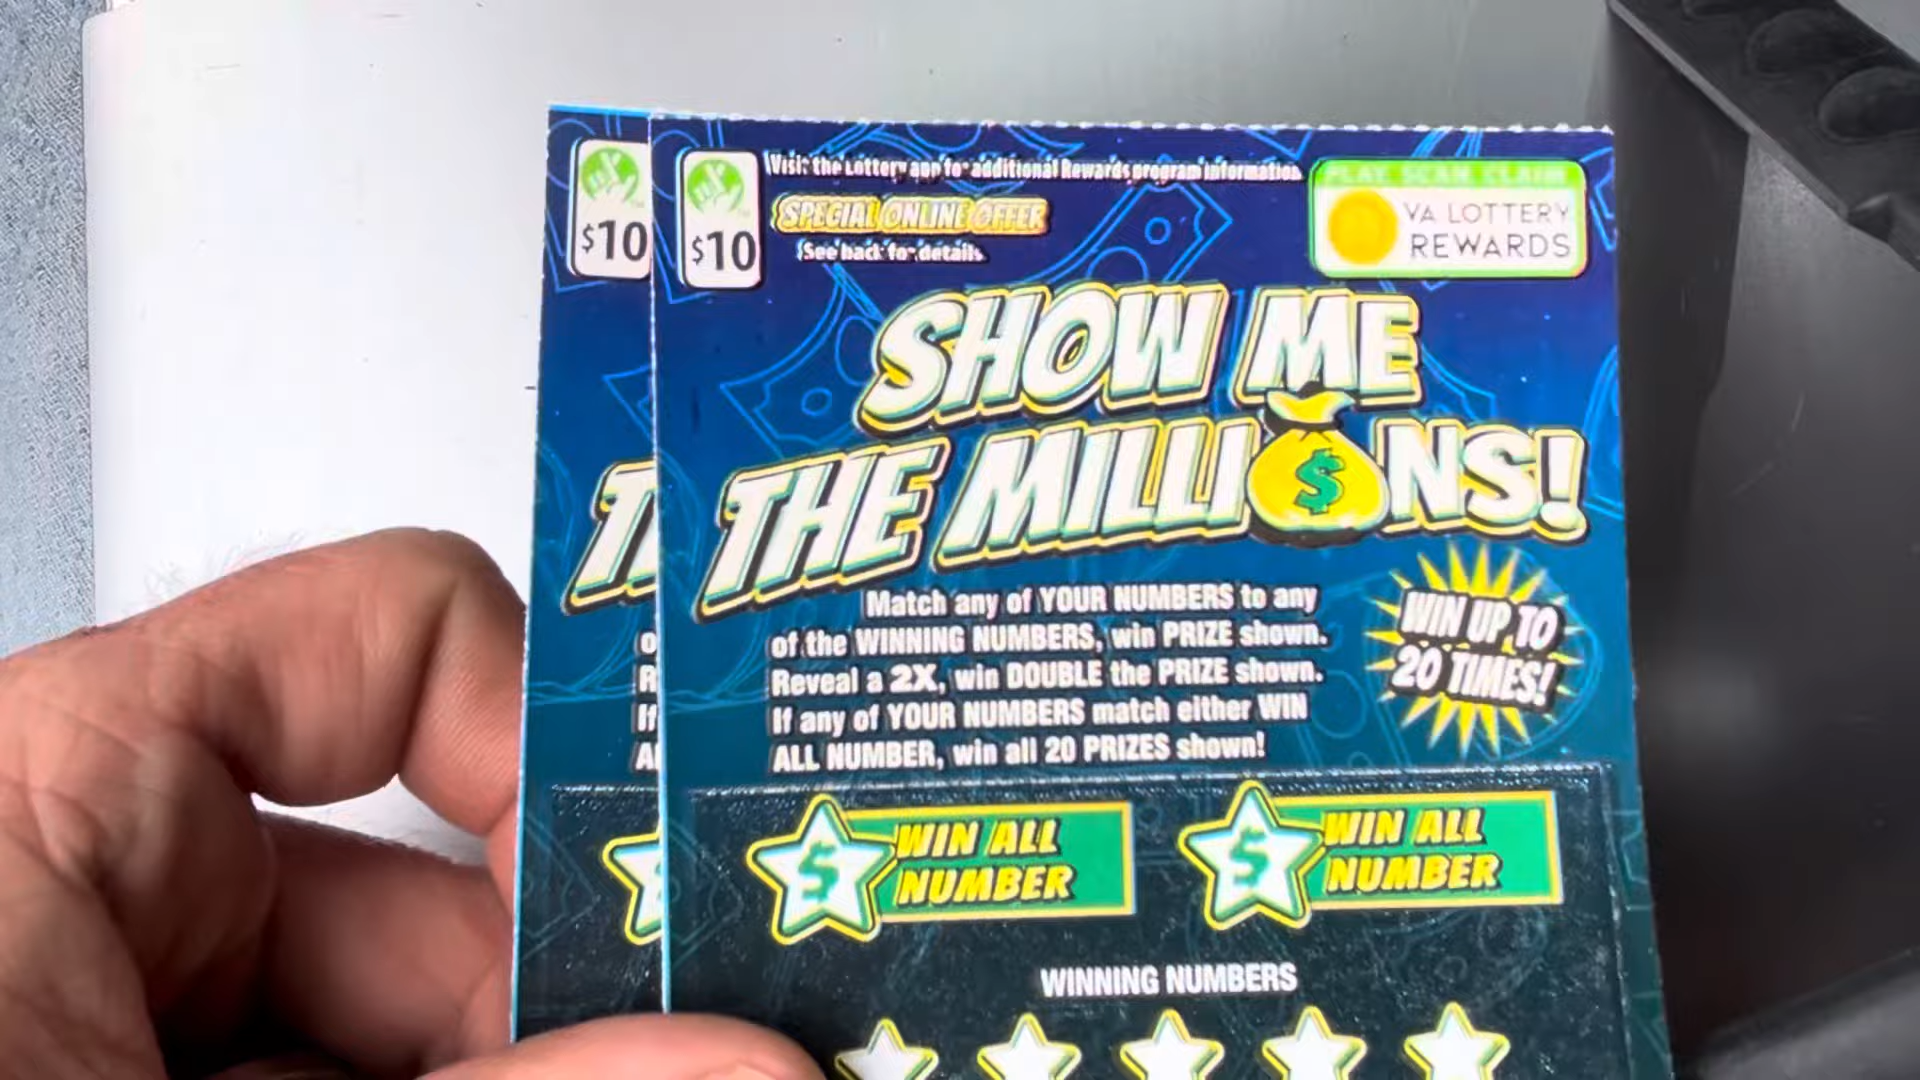 $10
$10
Visit the Lottery app for additional Rewards program information
SPECIAL ONLINE OFFER
See back for details
PLAY. SCAN. CLAIM.
VA LOTTERY
REWARDS
SHOW ME
THE MILLI$NS!
Match any of YOUR NUMBERS to any
of the WINNING NUMBERS, win PRIZE shown.
Reveal a 2X, win DOUBLE the PRIZE shown.
If any of YOUR NUMBERS match either WIN
ALL NUMBER, win all 20 PRIZES shown!
WIN UP TO
20 TIMES!
$ WIN ALL
NUMBER
$ WIN ALL
NUMBER
WINNING NUMBERS